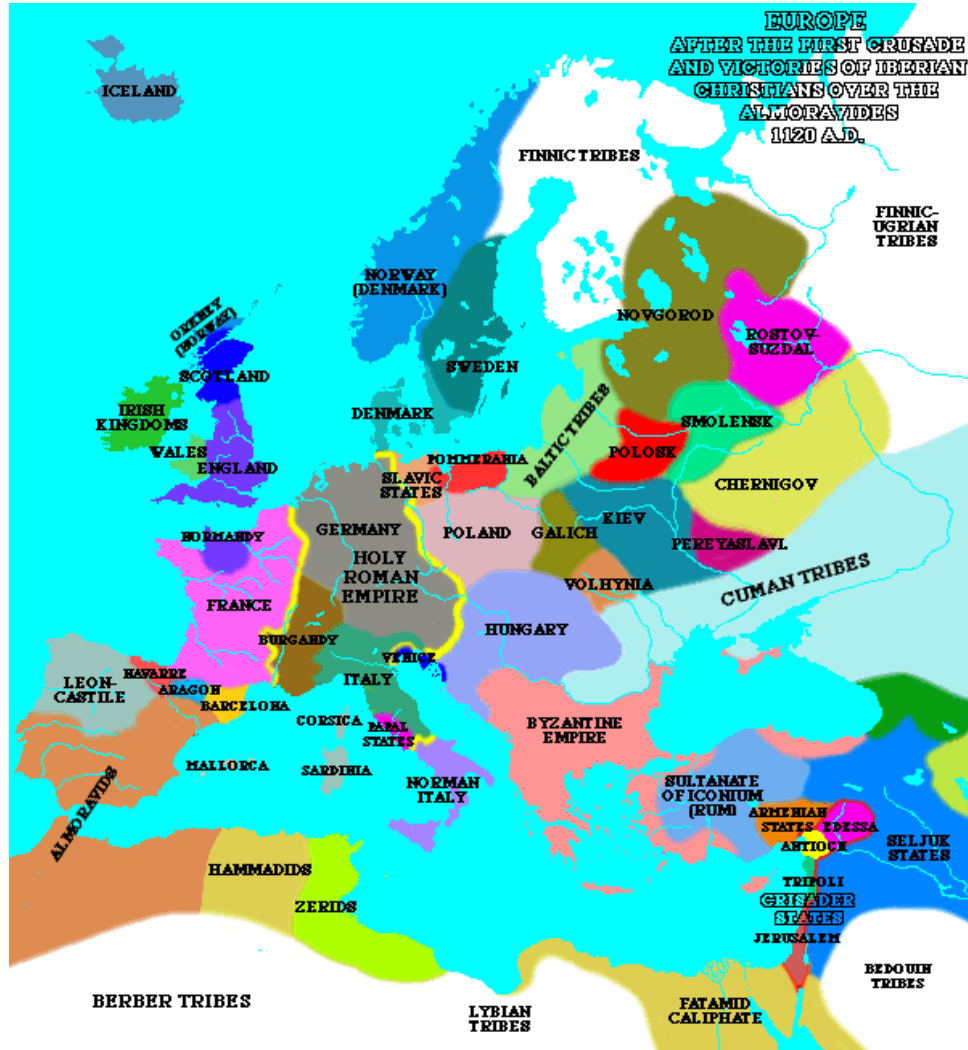 EUROPE
AFTER THE FIRST CRUSADE
AND VICTORIES OF IBERIAN
CHRISTIANS OVER THE
ALMORAVIDES
1120 A.D.
ICELAND
FINNIC TRIBES
FINNIC-
UGRIAN
TRIBES
NORWAY
(DENMARK)
NOVGOROD
ROSTOV-
SUZDAL
ORKENY
(NORWAY)
SCOTLAND
SWEDEN
IRISH
KINGDOMS
DENMARK
BALTIC TRIBES
SMOLENSK
WALES
ENGLAND
POMMERANIA
POLOSK
SLAVIC
STATES
CHERNIGOV
GERMANY
POLAND
GALICH
KIEV
NORMANDY
PEREYASLAVL
HOLY
ROMAN
EMPIRE
VOLHYNIA
CUMAN TRIBES
FRANCE
BURGANDY
HUNGARY
VENICE
NAVARRE
ITALY
LEON-
CASTILE
ARAGON
BARCELONA
CORSICA
PAPAL
STATES
BYZANTINE
EMPIRE
MALLORCA
SARDINIA
NORMAN
ITALY
SULTANATE
OF ICONIUM
(RUM)
ALMORAVIDS
ARMENIAN
STATES
EDESSA
ANTIOCH
SELJUK
STATES
HAMMADIDS
TRIPOLI
ZERIDS
CRISADER
STATES
JERUSALEM
BEDOUIN
TRIBES
BERBER TRIBES
LYBIAN
TRIBES
FATAMID
CALIPHATE